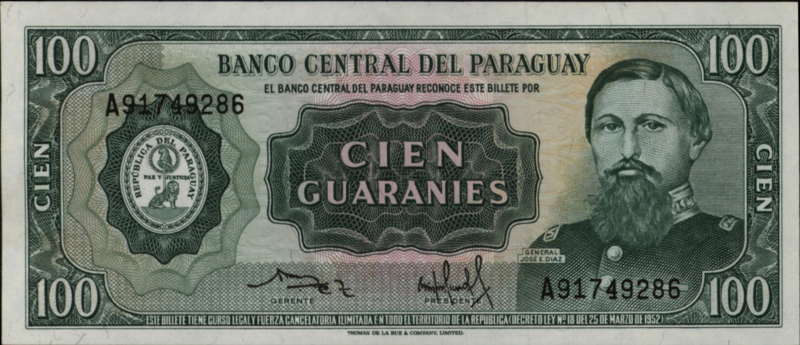 100
100
BANCO CENTRAL DEL PARAGUAY
EL BANCO CENTRAL DEL PARAGUAY RECONOCE ESTE BILLETE POR
A91749286
CIEN
GUARANIES
REPÚBLICA DEL PARAGUAY
PAZ Y JUSTICIA
CIEN
CIEN
GENERAL
JOSÉ E. DIAZ
GERENTE
PRESIDENTE
A91749286
100
100
ESTE BILLETE TIENE CURSO LEGAL Y FUERZA CANCELATORIA ILIMITADA EN TODO EL TERRITORIO DE LA REPUBLICA (DECRETO LEY Nº 18 DEL 25 DE MARZO DE 1952)
THOMAS DE LA RUE & COMPANY, LIMITED.